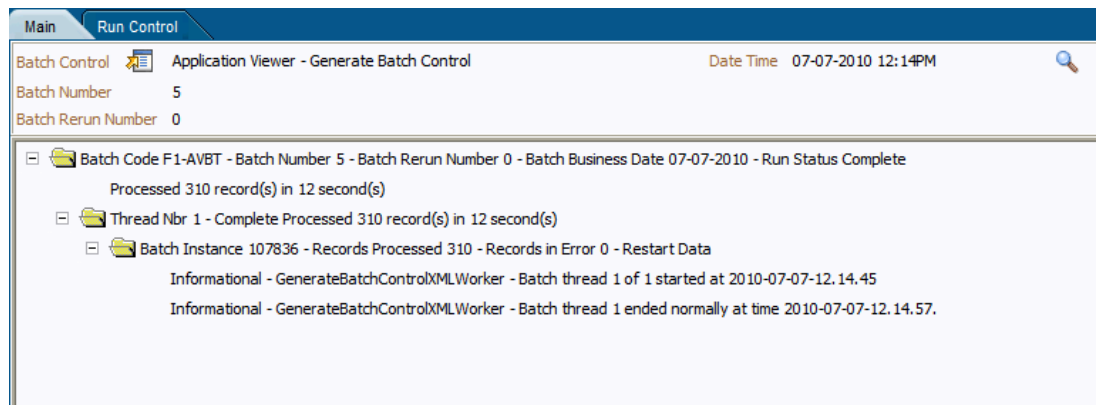 Main Run Control
Batch Control Application Viewer - Generate Batch Control Date Time 07-07-2010 12:14PM
Batch Number 5
Batch Rerun Number 0
Batch Code F1-AVBT - Batch Number 5 - Batch Rerun Number 0 - Batch Business Date 07-07-2010 - Run Status Complete
Processed 310 record(s) in 12 second(s)
Thread Nbr 1 - Complete Processed 310 record(s) in 12 second(s)
Batch Instance 107836 - Records Processed 310 - Records in Error 0 - Restart Data
Informational - GenerateBatchControlXMLWorker - Batch thread 1 of 1 started at 2010-07-07-12.14.45
Informational - GenerateBatchControlXMLWorker - Batch thread 1 ended normally at time 2010-07-07-12.14.57.